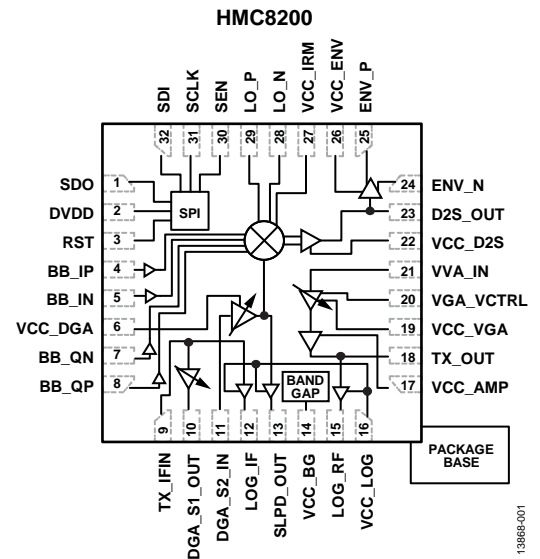 HMC8200
SDI
SCLK
SEN
LO_P
LO_N
VCC_IRM
VCC_ENV
ENV_P
32
31
30
29
28
27
26
25
SDO 1
DVDD 2
RST 3
BB_IP 4
BB_IN 5
VCC_DGA 6
BB_QN 7
BB_QP 8
SPI
24 ENV_N
23 D2S_OUT
22 VCC_D2S
21 VVA_IN
20 VGA_VCTRL
19 VCC_VGA
18 TX_OUT
17 VCC_AMP
BAND
GAP
9
10
11
12
13
14
15
16
TX_IFIN
DGA_S1_OUT
DGA_S2_IN
LOG_IF
SLPD_OUT
VCC_BG
LOG_RF
VCC_LOG
PACKAGE
BASE
13868-001